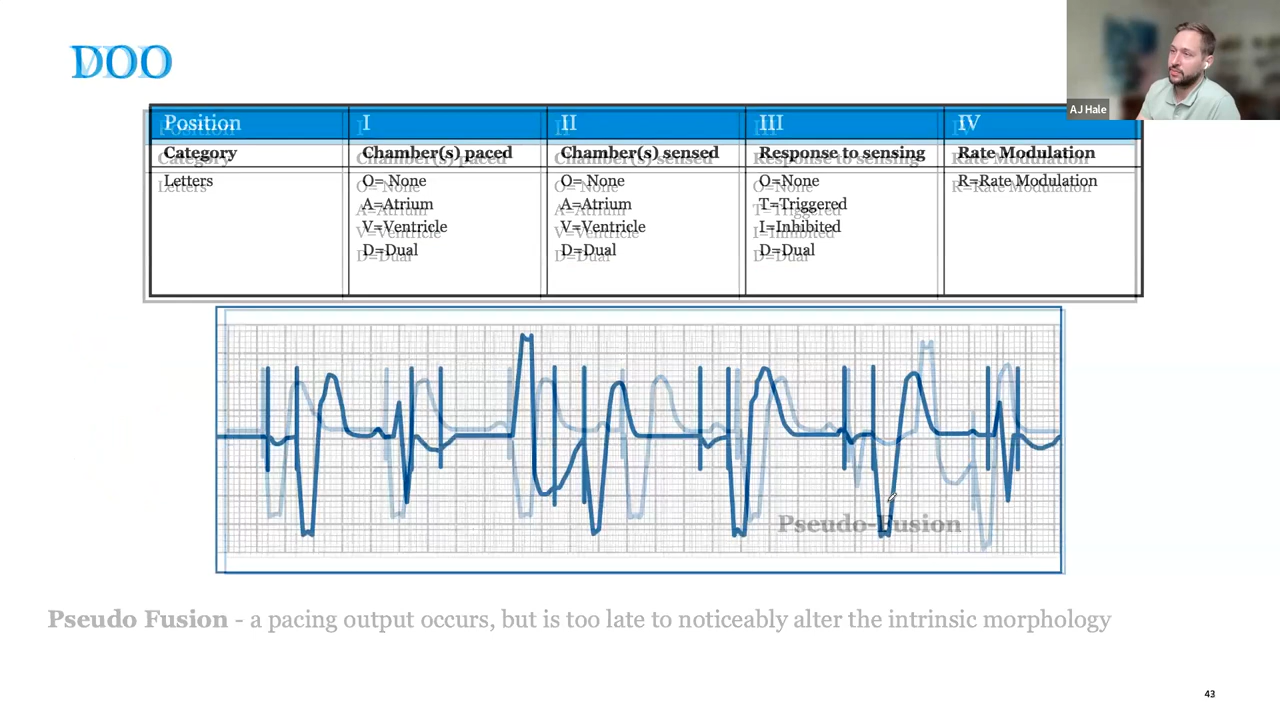 DOO
AJ Hale
Position I II III IV
Category Chamber(s) paced Chamber(s) sensed Response to sensing Rate Modulation
Letters O= None O= None O=None R=Rate Modulation
A=Atrium A=Atrium T=Triggered
V=Ventricle V=Ventricle I=Inhibited
D=Dual D=Dual D=Dual
Pseudo-Fusion
Pseudo Fusion - a pacing output occurs, but is too late to noticeably alter the intrinsic morphology
43